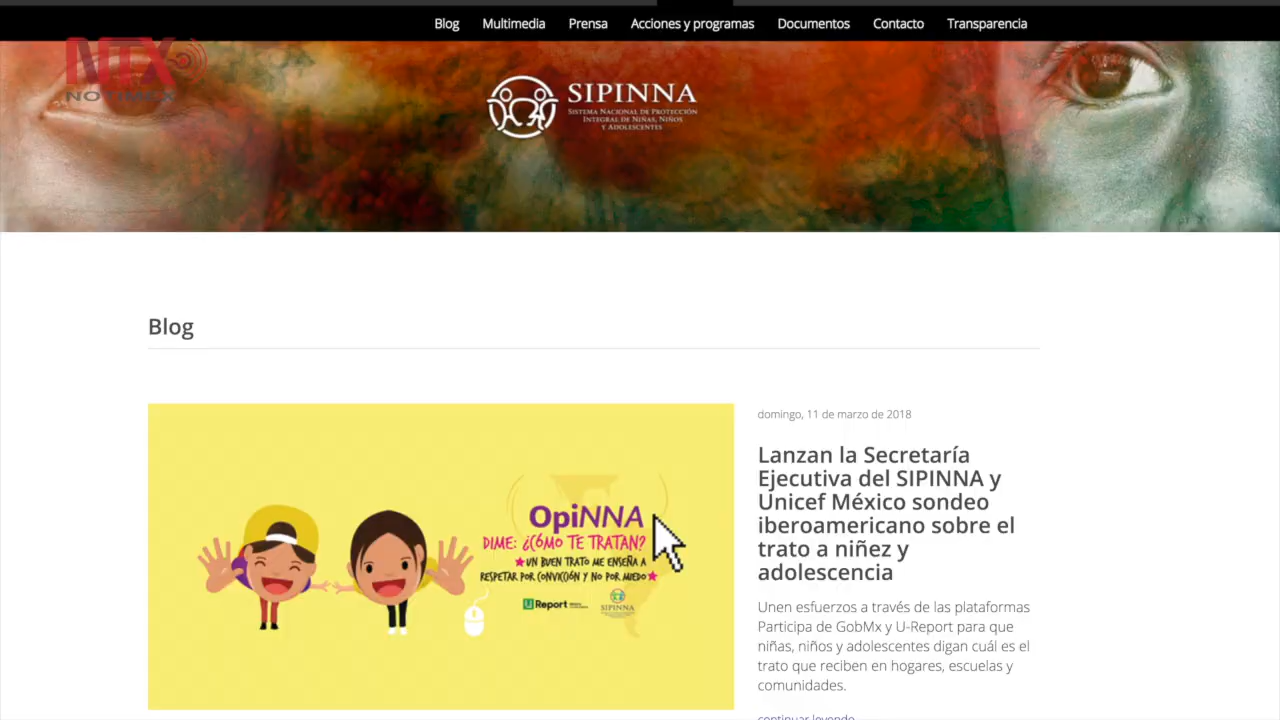 Blog Multimedia Prensa Acciones y programas Documentos Contacto Transparencia
NTX
NOTIMEX
SIPINNA
SISTEMA NACIONAL DE PROTECCIÓN
INTEGRAL DE NIÑAS, NIÑOS
Y ADOLESCENTES
Blog
OpiNNA
DIME: ¿CÓMO TE TRATAN?
UN BUEN TRATO ME ENSEÑA A
RESPETAR POR CONVICCIÓN Y NO POR MIEDO
U Report
SIPINNA
domingo, 11 de marzo de 2018
Lanzan la Secretaría
Ejecutiva del SIPINNA y
Unicef México sondeo
iberoamericano sobre el
trato a niñez y
adolescencia
Unen esfuerzos a través de las plataformas
Participa de GobMx y U-Report para que
niñas, niños y adolescentes digan cuál es el
trato que reciben en hogares, escuelas y
comunidades.
continuar leyendo